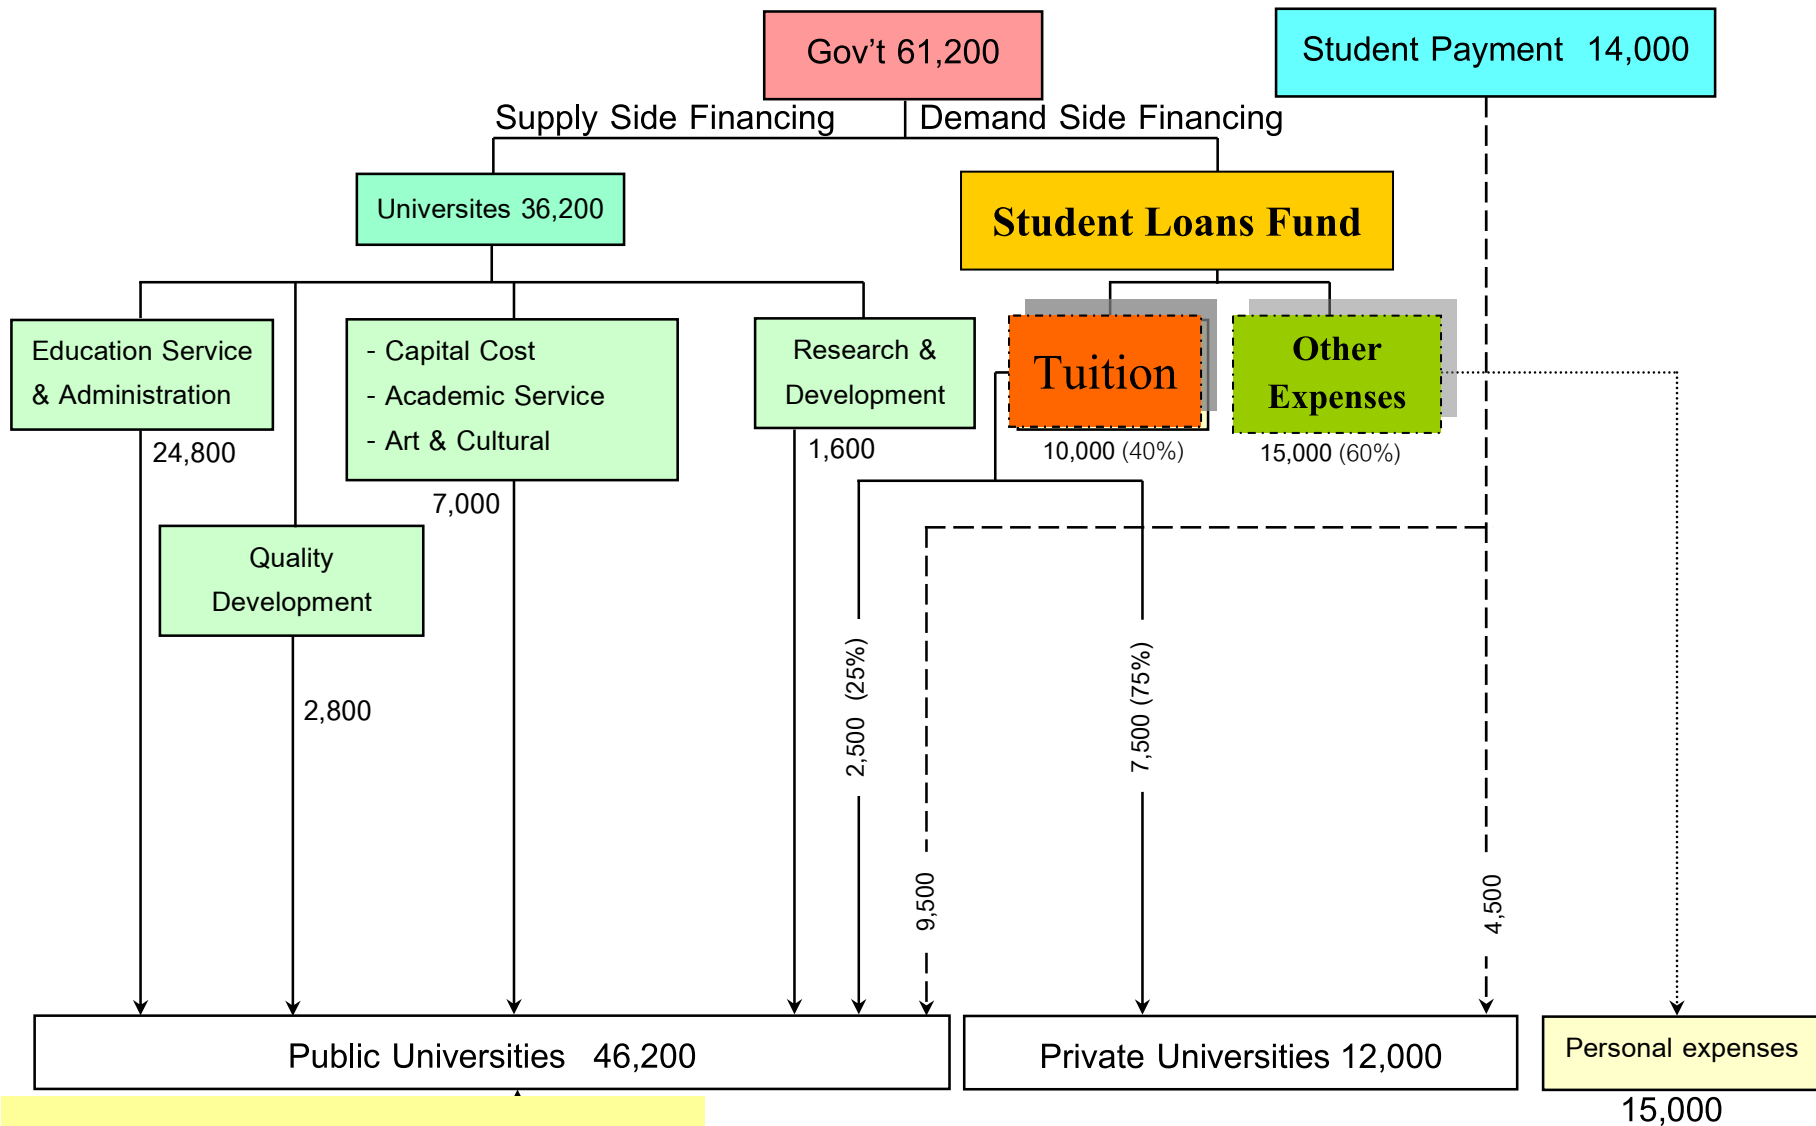 Gov’t 61,200
Student Payment 14,000
Supply Side Financing
Demand Side Financing
Universites 36,200
Student Loans Fund
Education Service
& Administration
24,800
- Capital Cost
- Academic Service
- Art & Cultural
7,000
Research &
Development
1,600
Tuition
10,000 (40%)
Other
Expenses
15,000 (60%)
Quality
Development
2,800
2,500 (25%)
9,500
7,500 (75%)
4,500
Public Universities 46,200
Private Universities 12,000
Personal expenses
15,000